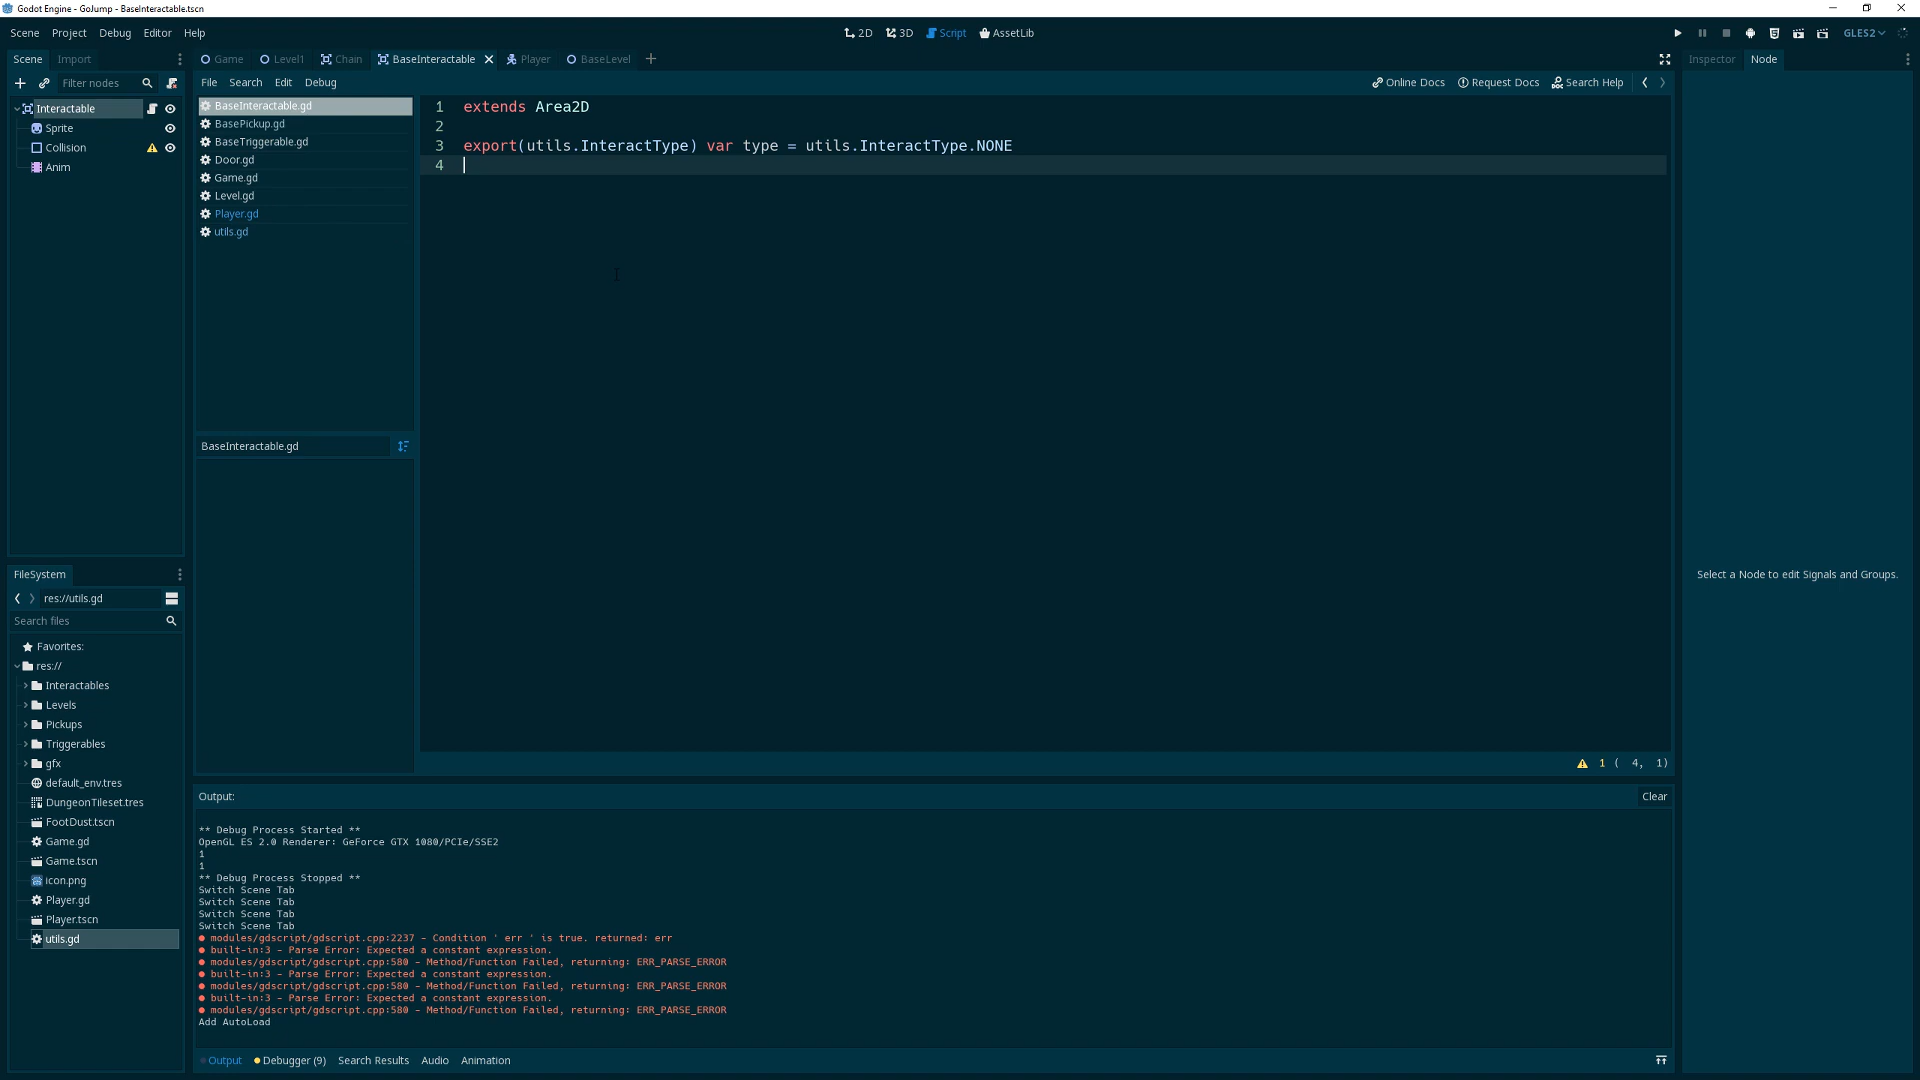 Godot Engine - GoJump - BaseInteractable.tscn
Scene Project Debug Editor Help
2D 3D Script AssetLib
GLES2
Scene Import
Game Level1 Chain BaseInteractable Player BaseLevel
Inspector Node
Filter nodes
File Search Edit Debug
Online Docs Request Docs Search Help
Interactable
Sprite
Collision
Anim
BaseInteractable.gd
BasePickup.gd
BaseTriggerable.gd
Door.gd
Game.gd
Level.gd
Player.gd
utils.gd
BaseInteractable.gd
1 extends Area2D
2
3 export(utils.InteractType) var type = utils.InteractType.NONE
4
1 ( 4, 1)
Select a Node to edit Signals and Groups.
FileSystem
res://utils.gd
Search files
Favorites:
res://
Interactables
Levels
Pickups
Triggerables
gfx
default_env.tres
DungeonTileset.tres
FootDust.tscn
Game.gd
Game.tscn
icon.png
Player.gd
Player.tscn
utils.gd
Output:
Clear
** Debug Process Started **
OpenGL ES 2.0 Renderer: GeForce GTX 1080/PCIe/SSE2
1
1
** Debug Process Stopped **
Switch Scene Tab
Switch Scene Tab
Switch Scene Tab
Switch Scene Tab
modules/gdscript/gdscript.cpp:2237 - Condition ' err ' is true. returned: err
built-in:3 - Parse Error: Expected a constant expression.
modules/gdscript/gdscript.cpp:580 - Method/Function Failed, returning: ERR_PARSE_ERROR
built-in:3 - Parse Error: Expected a constant expression.
modules/gdscript/gdscript.cpp:580 - Method/Function Failed, returning: ERR_PARSE_ERROR
built-in:3 - Parse Error: Expected a constant expression.
modules/gdscript/gdscript.cpp:580 - Method/Function Failed, returning: ERR_PARSE_ERROR
Add AutoLoad
Output Debugger (9) Search Results Audio Animation